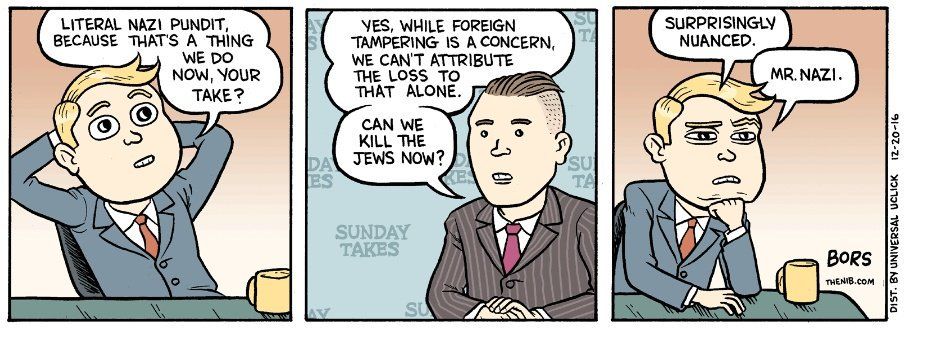 LITERAL NAZI PUNDIT,
BECAUSE THAT'S A THING
WE DO
NOW, YOUR
TAKE?
YES, WHILE FOREIGN
TAMPERING IS A CONCERN,
WE CAN'T ATTRIBUTE
THE LOSS TO
THAT ALONE.
CAN WE
KILL THE
JEWS NOW?
SUNDAY
TAKES
SURPRISINGLY
NUANCED.
MR. NAZI.
BORS
THENIB.COM
DIST. BY UNIVERSAL UCLICK 12-20-16